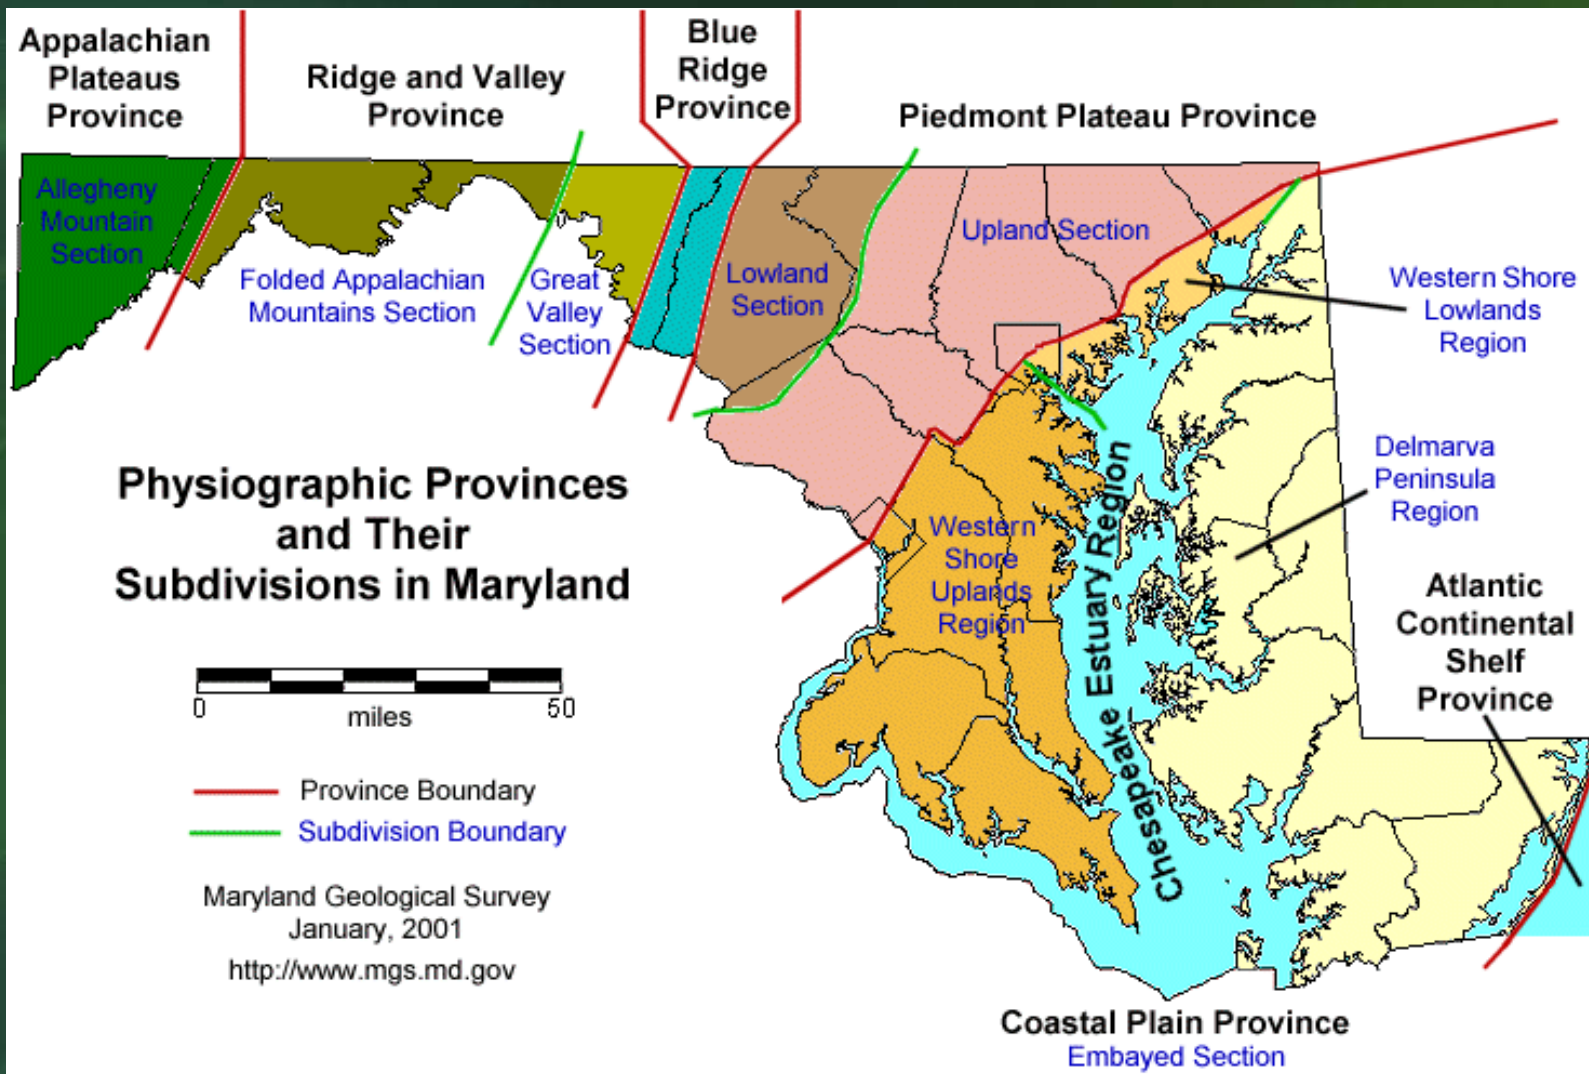 Appalachian
Plateaus
Province
Ridge and Valley
Province
Blue
Ridge
Province
Piedmont Plateau Province
Allegheny
Mountain
Section
Folded Appalachian
Mountains Section
Great
Valley
Section
Lowland
Section
Upland Section
Western Shore
Lowlands
Region
Delmarva
Peninsula
Region
Western
Shore
Uplands
Region
Chesapeake Estuary Region
Atlantic
Continental
Shelf
Province
Physiographic Provinces
and Their
Subdivisions in Maryland
0 50
miles
Province Boundary
Subdivision Boundary
Maryland Geological Survey
January, 2001
http://www.mgs.md.gov
Coastal Plain Province
Embayed Section